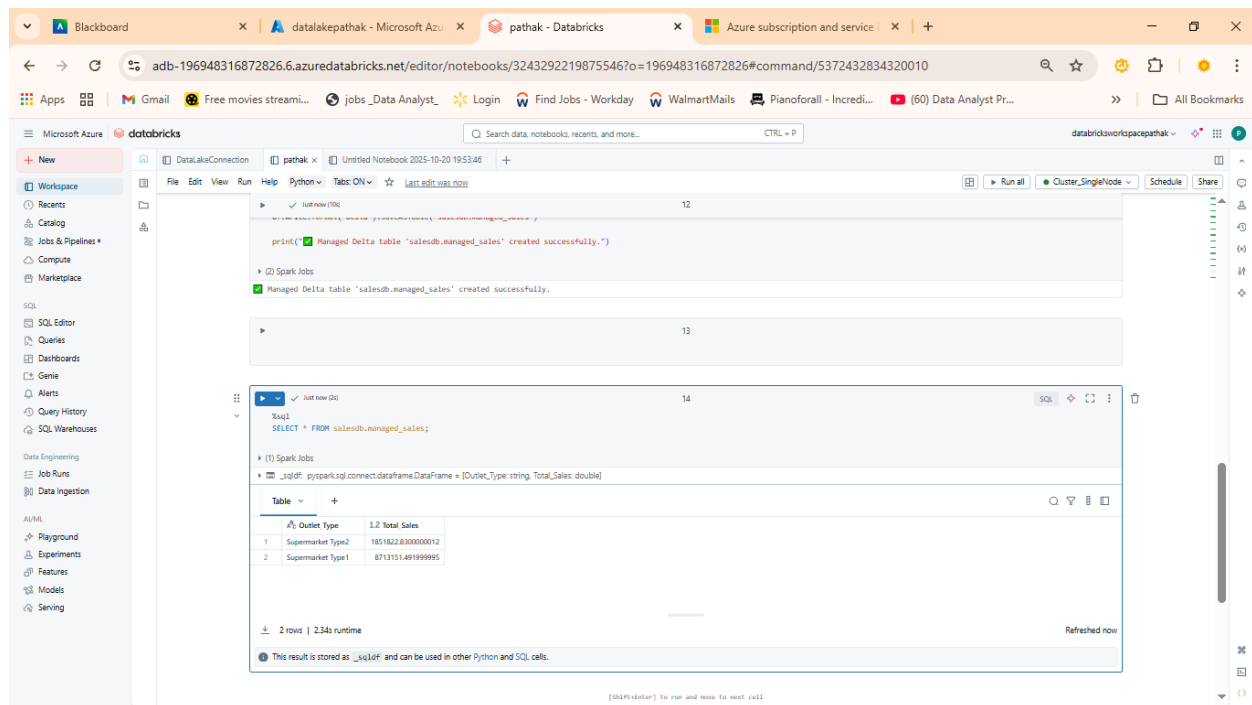 Blackboard
datalakepathak - Microsoft Azu
pathak - Databricks
Azure subscription and service
adb-196948316872826.6.azuredatabricks.net/editor/notebooks/3243292219875546?o=196948316872826#command/5372432834320010
Apps
Gmail
Free movies streami...
jobs _Data Analyst_
Login
Find Jobs - Workday
WalmartMails
Pianoforall - Incredi...
(60) Data Analyst Pr...
»
All Bookmarks
Microsoft Azure
databricks
Search data, notebooks, recents, and more...
CTRL + P
databricksworkspacepathak
P
New
DataLakeConnection
pathak
Untitled Notebook 2025-10-20 19:53:46
Workspace
Recents
Catalog
Jobs & Pipelines
Compute
Marketplace
SQL
SQL Editor
Queries
Dashboards
Genie
Alerts
Query History
SQL Warehouses
Data Engineering
Job Runs
Data Ingestion
AI/ML
Playground
Experiments
Features
Models
Serving
File Edit View Run Help Python Tabs: ON Last edit was now
Run all
Cluster_SingleNode
Schedule
Share
Just now (10s)
12
print("✅ Managed Delta table 'salesdb.managed_sales' created successfully.")
(2) Spark Jobs
✅ Managed Delta table 'salesdb.managed_sales' created successfully.
13
Just now (2s)
14
SQL
%sql
SELECT * FROM salesdb.managed_sales;
(1) Spark Jobs
_sqldf: pyspark.sql.connect.dataframe.DataFrame = [Outlet_Type: string, Total_Sales: double]
Table +
Outlet_Type 1.2 Total_Sales
1 Supermarket Type2 1851822.8300000012
2 Supermarket Type1 8713151.491999995
2 rows | 2.34s runtime
Refreshed now
This result is stored as _sqldf and can be used in other Python and SQL cells.
[Shift+Enter] to run and move to next cell